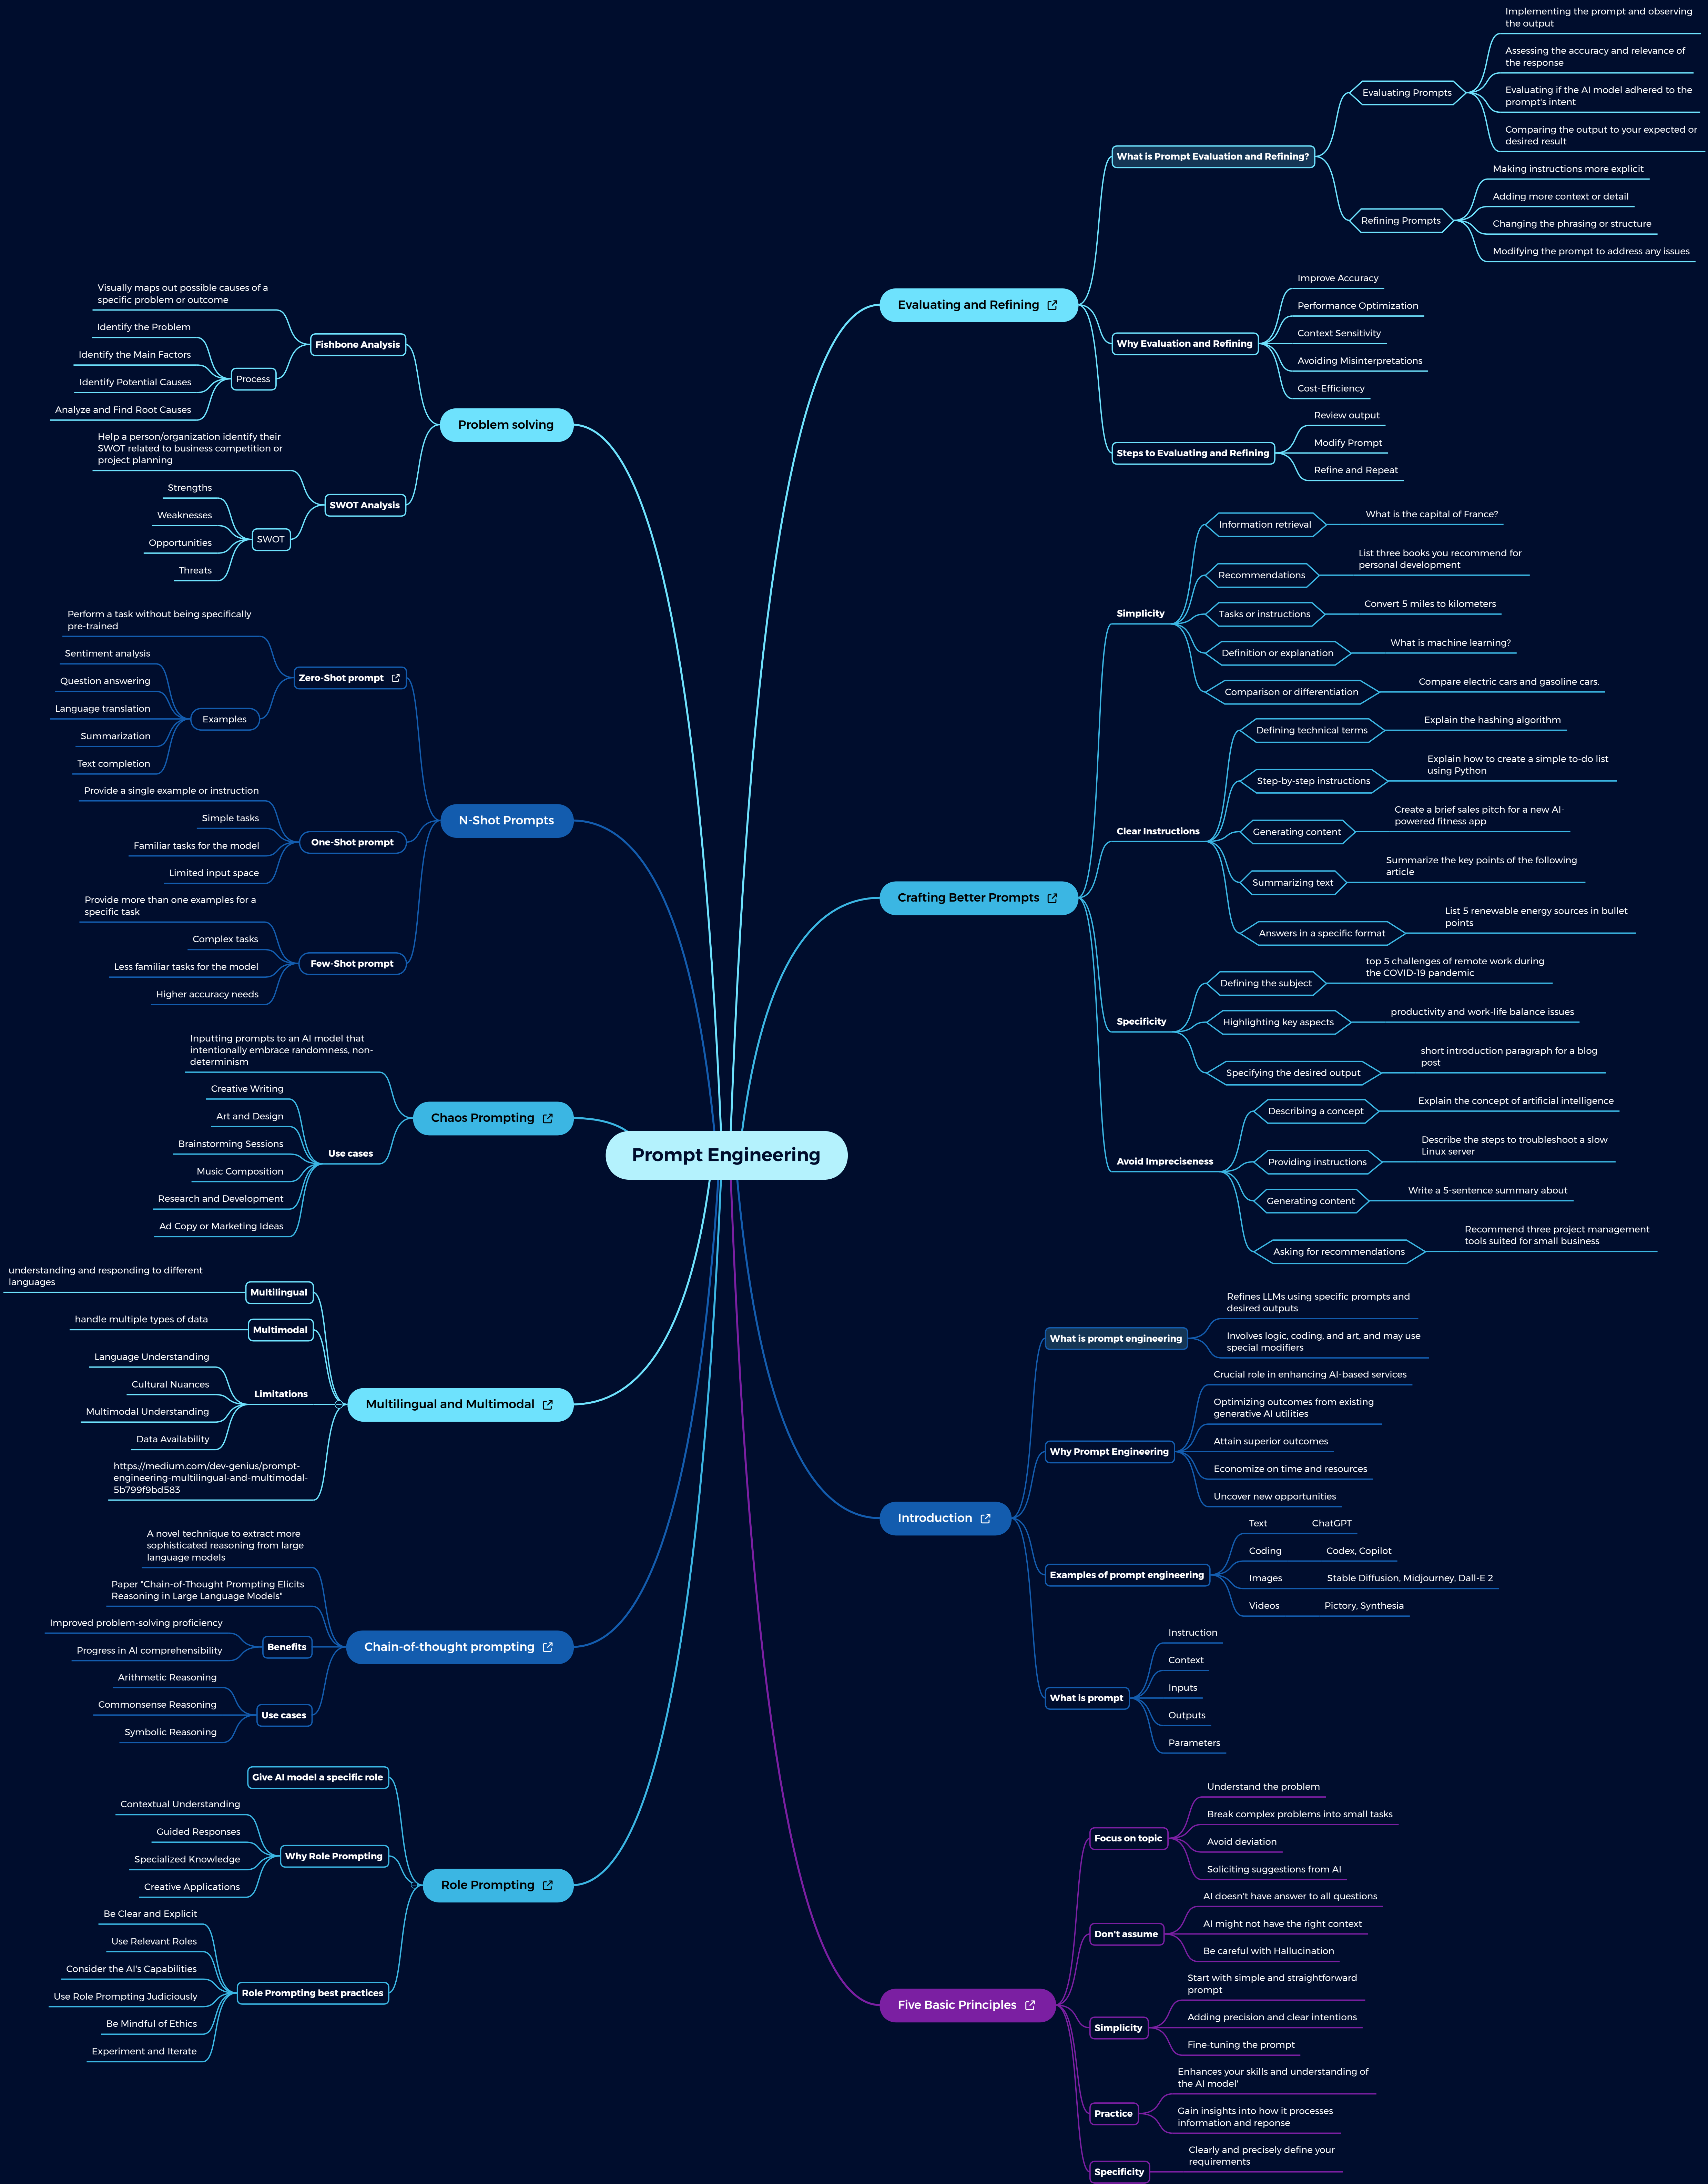 Prompt Engineering
Evaluating and Refining
What is Prompt Evaluation and Refining?
Evaluating Prompts
Implementing the prompt and observing
the output
Assessing the accuracy and relevance of
the response
Evaluating if the AI model adhered to the
prompt's intent
Comparing the output to your expected or
desired result
Refining Prompts
Making instructions more explicit
Adding more context or detail
Changing the phrasing or structure
Modifying the prompt to address any issues
Why Evaluation and Refining
Improve Accuracy
Performance Optimization
Context Sensitivity
Avoiding Misinterpretations
Cost-Efficiency
Steps to Evaluating and Refining
Review output
Modify Prompt
Refine and Repeat
Crafting Better Prompts
Simplicity
Information retrieval
What is the capital of France?
Recommendations
List three books you recommend for
personal development
Tasks or instructions
Convert 5 miles to kilometers
Definition or explanation
What is machine learning?
Comparison or differentiation
Compare electric cars and gasoline cars.
Clear Instructions
Defining technical terms
Explain the hashing algorithm
Step-by-step instructions
Explain how to create a simple to-do list
using Python
Generating content
Create a brief sales pitch for a new AI-
powered fitness app
Summarizing text
Summarize the key points of the following
article
Answers in a specific format
List 5 renewable energy sources in bullet
points
Specificity
Defining the subject
top 5 challenges of remote work during
the COVID-19 pandemic
Highlighting key aspects
productivity and work-life balance issues
Specifying the desired output
short introduction paragraph for a blog
post
Avoid Impreciseness
Describing a concept
Explain the concept of artificial intelligence
Providing instructions
Describe the steps to troubleshoot a slow
Linux server
Generating content
Write a 5-sentence summary about
Asking for recommendations
Recommend three project management
tools suited for small business
Introduction
What is prompt engineering
Refines LLMs using specific prompts and
desired outputs
Involves logic, coding, and art, and may use
special modifiers
Why Prompt Engineering
Crucial role in enhancing AI-based services
Optimizing outcomes from existing
generative AI utilities
Attain superior outcomes
Economize on time and resources
Uncover new opportunities
Examples of prompt engineering
Text ChatGPT
Coding Codex, Copilot
Images Stable Diffusion, Midjourney, Dall-E 2
Videos Pictory, Synthesia
What is prompt
Instruction
Context
Inputs
Outputs
Parameters
Five Basic Principles
Focus on topic
Understand the problem
Break complex problems into small tasks
Avoid deviation
Soliciting suggestions from AI
Don't assume
AI doesn't have answer to all questions
AI might not have the right context
Be careful with Hallucination
Simplicity
Start with simple and straightforward
prompt
Adding precision and clear intentions
Fine-tuning the prompt
Practice
Enhances your skills and understanding of
the AI model'
Gain insights into how it processes
information and reponse
Specificity
Clearly and precisely define your
requirements
Problem solving
Fishbone Analysis
Visually maps out possible causes of a
specific problem or outcome
Process
Identify the Problem
Identify the Main Factors
Identify Potential Causes
Analyze and Find Root Causes
SWOT Analysis
Help a person/organization identify their
SWOT related to business competition or
project planning
SWOT
Strengths
Weaknesses
Opportunities
Threats
N-Shot Prompts
Zero-Shot prompt
Perform a task without being specifically
pre-trained
Examples
Sentiment analysis
Question answering
Language translation
Summarization
Text completion
One-Shot prompt
Provide a single example or instruction
Simple tasks
Familiar tasks for the model
Limited input space
Few-Shot prompt
Provide more than one examples for a
specific task
Complex tasks
Less familiar tasks for the model
Higher accuracy needs
Chaos Prompting
Inputting prompts to an AI model that
intentionally embrace randomness, non-
determinism
Use cases
Creative Writing
Art and Design
Brainstorming Sessions
Music Composition
Research and Development
Ad Copy or Marketing Ideas
Multilingual and Multimodal
Multilingual
understanding and responding to different
languages
Multimodal
handle multiple types of data
Limitations
Language Understanding
Cultural Nuances
Multimodal Understanding
Data Availability
https://medium.com/dev-genius/prompt-
engineering-multilingual-and-multimodal-
5b799f9bd583
Chain-of-thought prompting
A novel technique to extract more
sophisticated reasoning from large
language models
Paper "Chain-of-Thought Prompting Elicits
Reasoning in Large Language Models"
Benefits
Improved problem-solving proficiency
Progress in AI comprehensibility
Use cases
Arithmetic Reasoning
Commonsense Reasoning
Symbolic Reasoning
Role Prompting
Give AI model a specific role
Why Role Prompting
Contextual Understanding
Guided Responses
Specialized Knowledge
Creative Applications
Role Prompting best practices
Be Clear and Explicit
Use Relevant Roles
Consider the AI's Capabilities
Use Role Prompting Judiciously
Be Mindful of Ethics
Experiment and Iterate